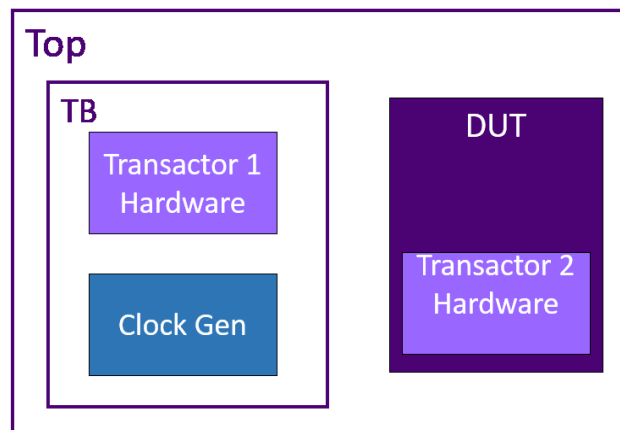 Top
TB
Transactor 1
Hardware
Clock Gen
DUT
Transactor 2
Hardware